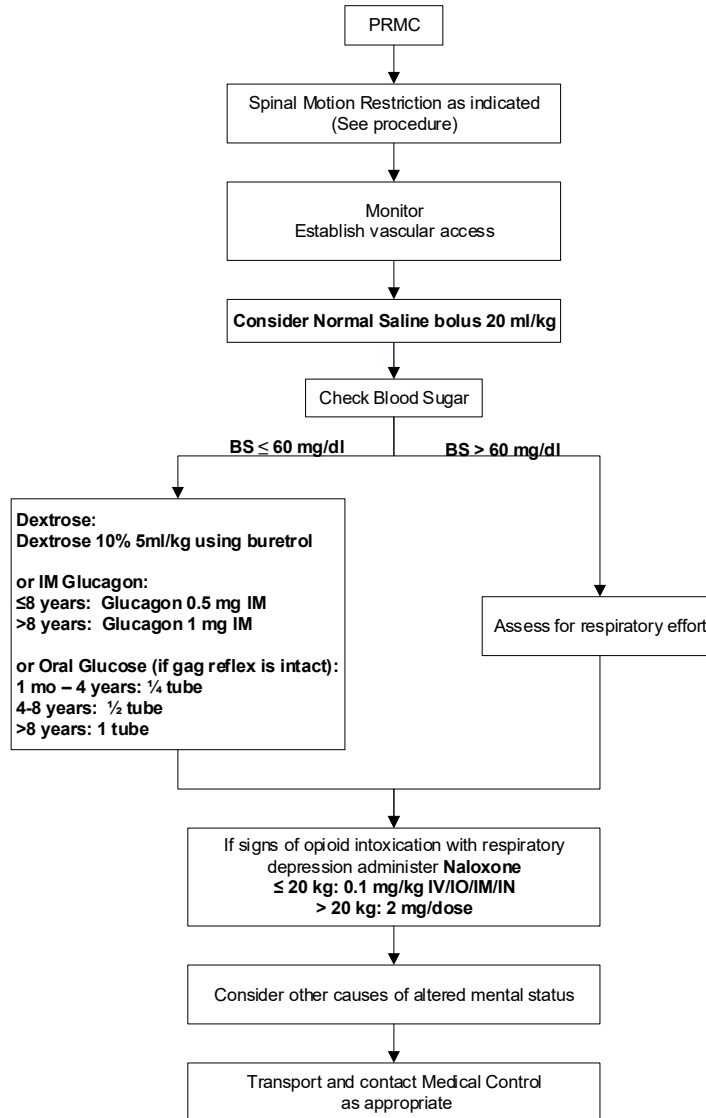 PRMC
Spinal Motion Restriction as indicated
(See procedure)
Monitor
Establish vascular access
Consider Normal Saline bolus 20 ml/kg
Check Blood Sugar
BS ≤ 60 mg/dl
BS > 60 mg/dl
Dextrose:
Dextrose 10% 5ml/kg using buretrol
or IM Glucagon:
≤8 years:  Glucagon 0.5 mg IM
>8 years:  Glucagon 1 mg IM
or Oral Glucose (if gag reflex is intact):
1 mo – 4 years: ¼ tube
4-8 years:  ½ tube
>8 years: 1 tube
Assess for respiratory effort
If signs of opioid intoxication with respiratory
depression administer Naloxone
≤ 20 kg: 0.1 mg/kg IV/IO/IM/IN
> 20 kg: 2 mg/dose
Consider other causes of altered mental status
Transport and contact Medical Control
as appropriate